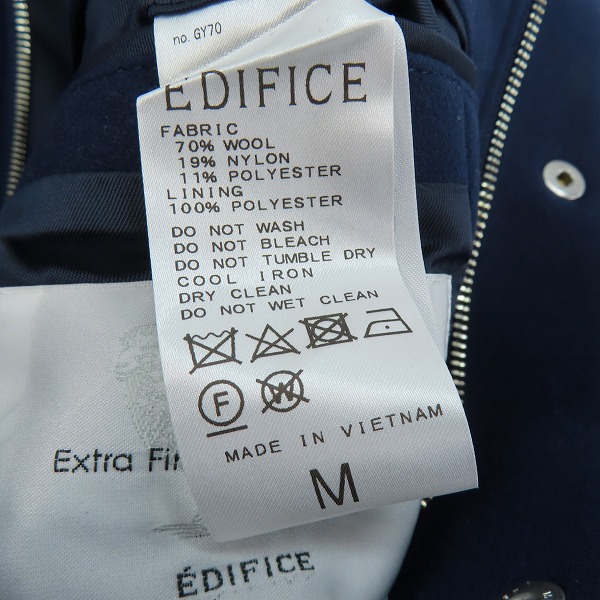 no. GY70
ÉDIFICE
FABRIC
70% WOOL
19% NYLON
11% POLYESTER
LINING
100% POLYESTER
DO NOT WASH
DO NOT BLEACH
DO NOT TUMBLE DRY
COOL IRON
DRY CLEAN
DO NOT WET CLEAN
F W
MADE IN VIETNAM
M
Extra
ÉDIFICE